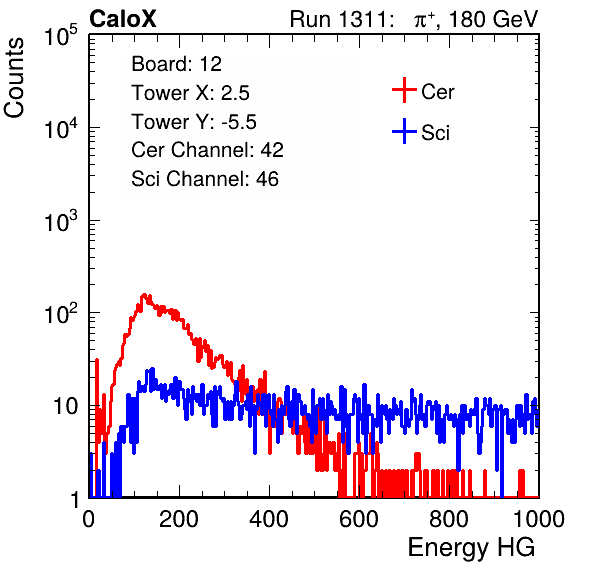 CaloX Run 1311: π⁺, 180 GeV
Counts
10⁵
10⁴
10³
10²
10
1
Board: 12
Tower X: 2.5
Tower Y: -5.5
Cer Channel: 42
Sci Channel: 46
Cer
Sci
0 200 400 600 800 1000
Energy HG